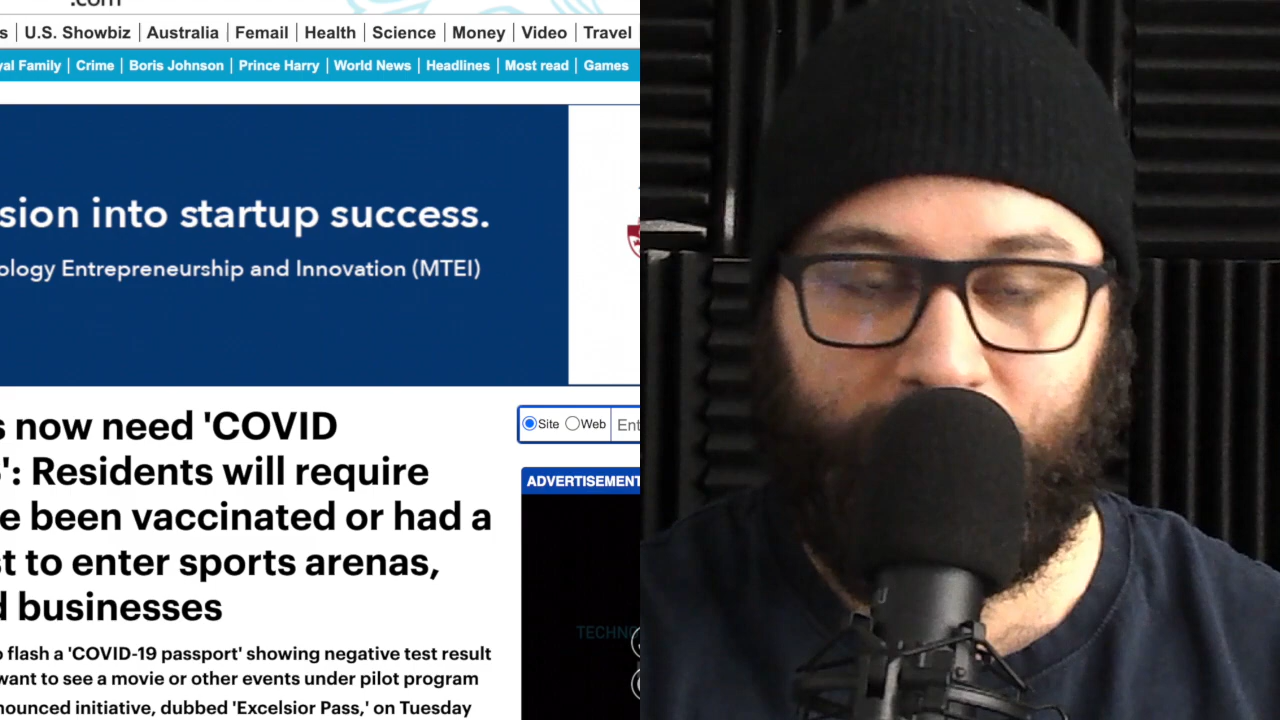 .com
s U.S. Showbiz Australia Femail Health Science Money Video Travel
yal Family Crime Boris Johnson Prince Harry World News Headlines Most read Games
sion into startup success.
ology Entrepreneurship and Innovation (MTEI)
s now need 'COVID
': Residents will require
e been vaccinated or had a
t to enter sports arenas,
d businesses
Site Web Ent
ADVERTISEMENT
TECHNO
o flash a 'COVID-19 passport' showing negative test result
want to see a movie or other events under pilot program
nounced initiative, dubbed 'Excelsior Pass,' on Tuesday